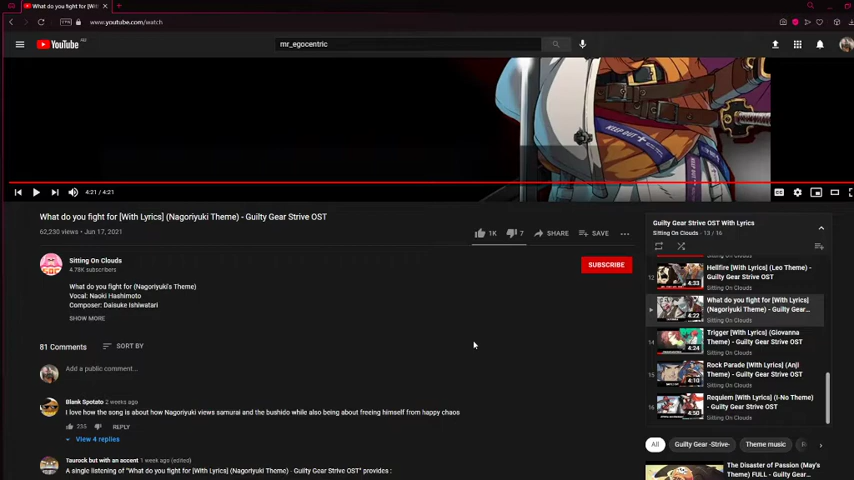 What do you fight for [Wit
www.youtube.com/watch
YouTube
mr_egocentric
KEEP OUT
4:21 / 4:21
What do you fight for [With Lyrics] (Nagoriyuki Theme) - Guilty Gear Strive OST
62,230 views • Jun 17, 2021
1K
7
SHARE
SAVE
Sitting On Clouds
4.78K subscribers
SUBSCRIBE
What do you fight for (Nagoriyuki's Theme)
Vocal: Naoki Hashimoto
Composer: Daisuke Ishiwatari
SHOW MORE
81 Comments
SORT BY
Add a public comment...
Blank Spotato 2 weeks ago
I love how the song is about how Nagoriyuki views samurai and the bushido while also being about freeing himself from happy chaos
235
REPLY
View 4 replies
Taurock but with an accent 1 week ago (edited)
A single listening of "What do you fight for [With Lyrics] (Nagoriyuki Theme) - Guilty Gear Strive OST" provides :
Guilty Gear Strive OST With Lyrics
Sitting On Clouds - 13 / 16
12
4:33
Hellfire [With Lyrics] (Leo Theme) -
Guilty Gear Strive OST
Sitting On Clouds
4:22
What do you fight for [With Lyrics]
(Nagoriyuki Theme) - Guilty Gear...
Sitting On Clouds
14
4:24
Trigger [With Lyrics] (Giovanna
Theme) - Guilty Gear Strive OST
Sitting On Clouds
15
4:10
Rock Parade [With Lyrics] (Anji
Theme) - Guilty Gear Strive OST
Sitting On Clouds
16
4:50
Requiem [With Lyrics] (I-No Theme)
- Guilty Gear Strive OST
Sitting On Clouds
All
Guilty Gear -Strive-
Theme music
The Disaster of Passion (May's
Theme) FULL - Guilty Gear...